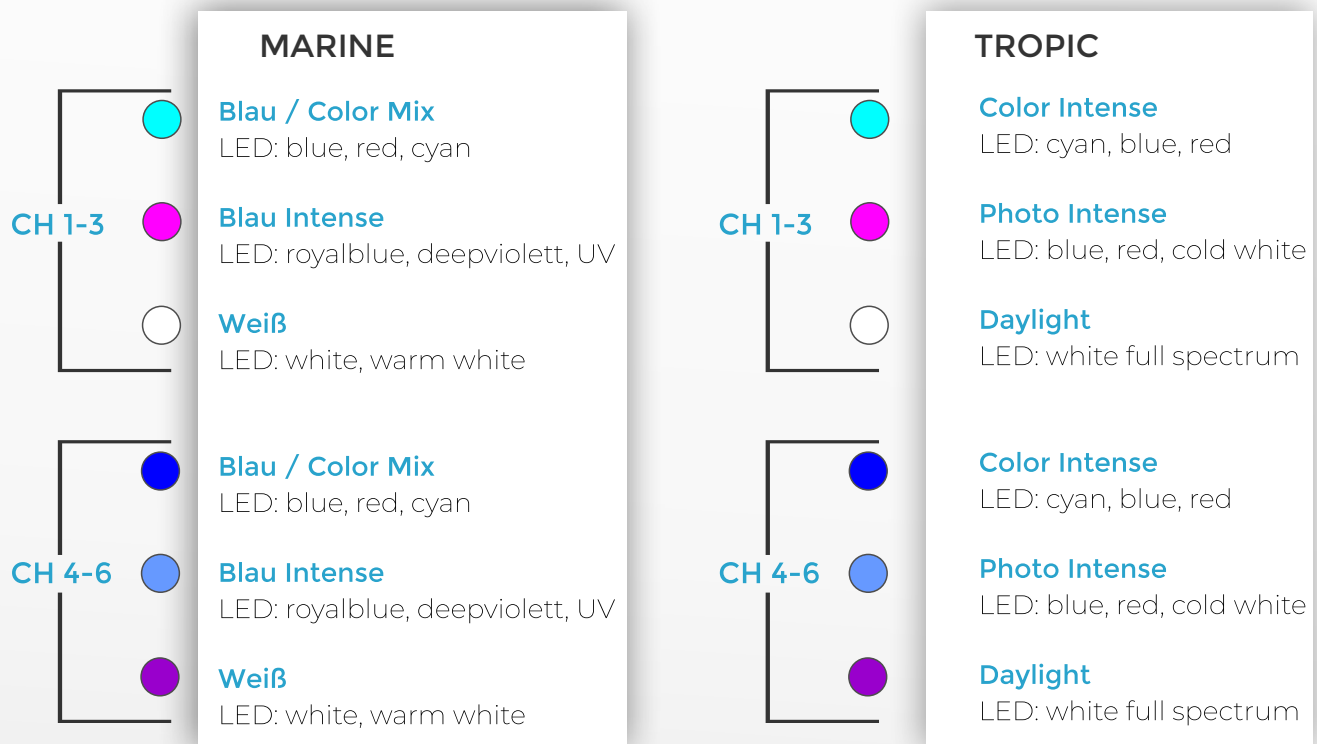 MARINE
Blau / Color Mix
LED: blue, red, cyan
CH 1-3
Blau Intense
LED: royalblue, deepviolett, UV
Weiß
LED: white, warm white
Blau / Color Mix
LED: blue, red, cyan
CH 4-6
Blau Intense
LED: royalblue, deepviolett, UV
Weiß
LED: white, warm white
TROPIC
Color Intense
LED: cyan, blue, red
CH 1-3
Photo Intense
LED: blue, red, cold white
Daylight
LED: white full spectrum
Color Intense
LED: cyan, blue, red
CH 4-6
Photo Intense
LED: blue, red, cold white
Daylight
LED: white full spectrum